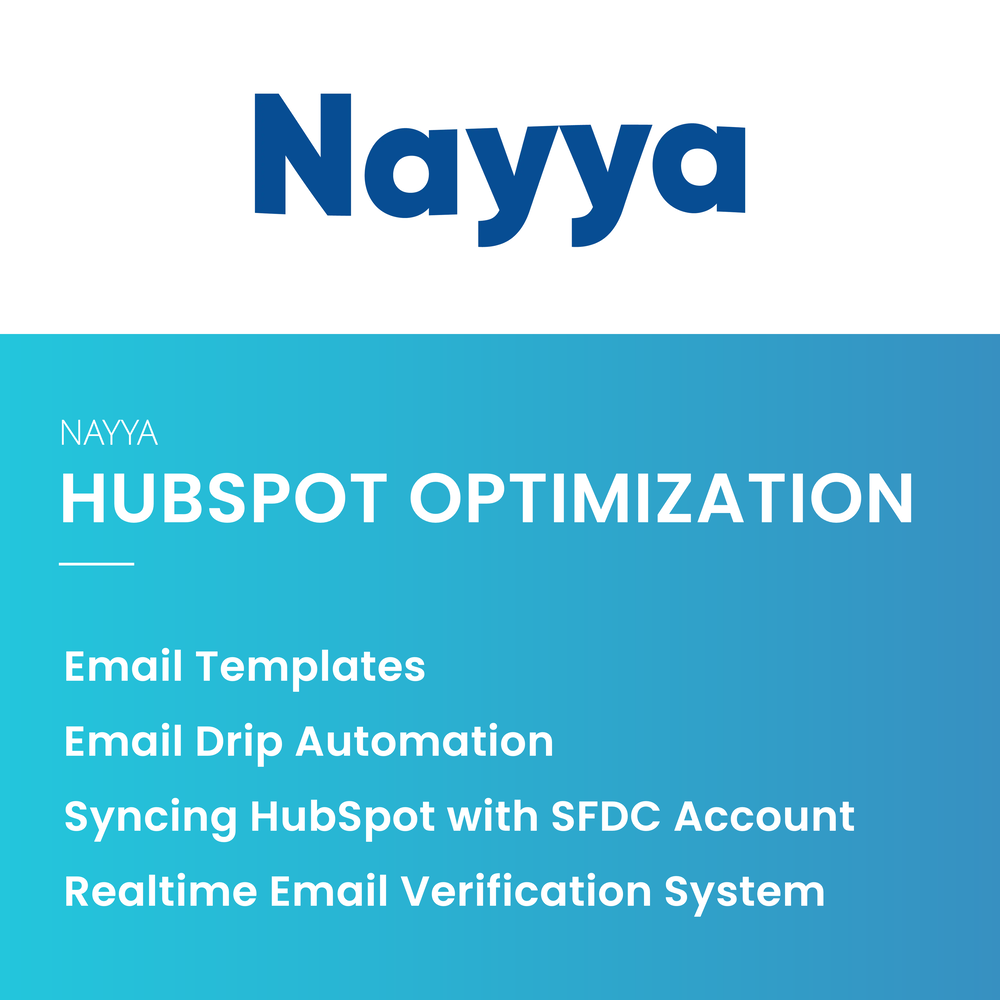 Nayya
NAYYA
HUBSPOT OPTIMIZATION
Email Templates
Email Drip Automation
Syncing HubSpot with SFDC Account
Realtime Email Verification System